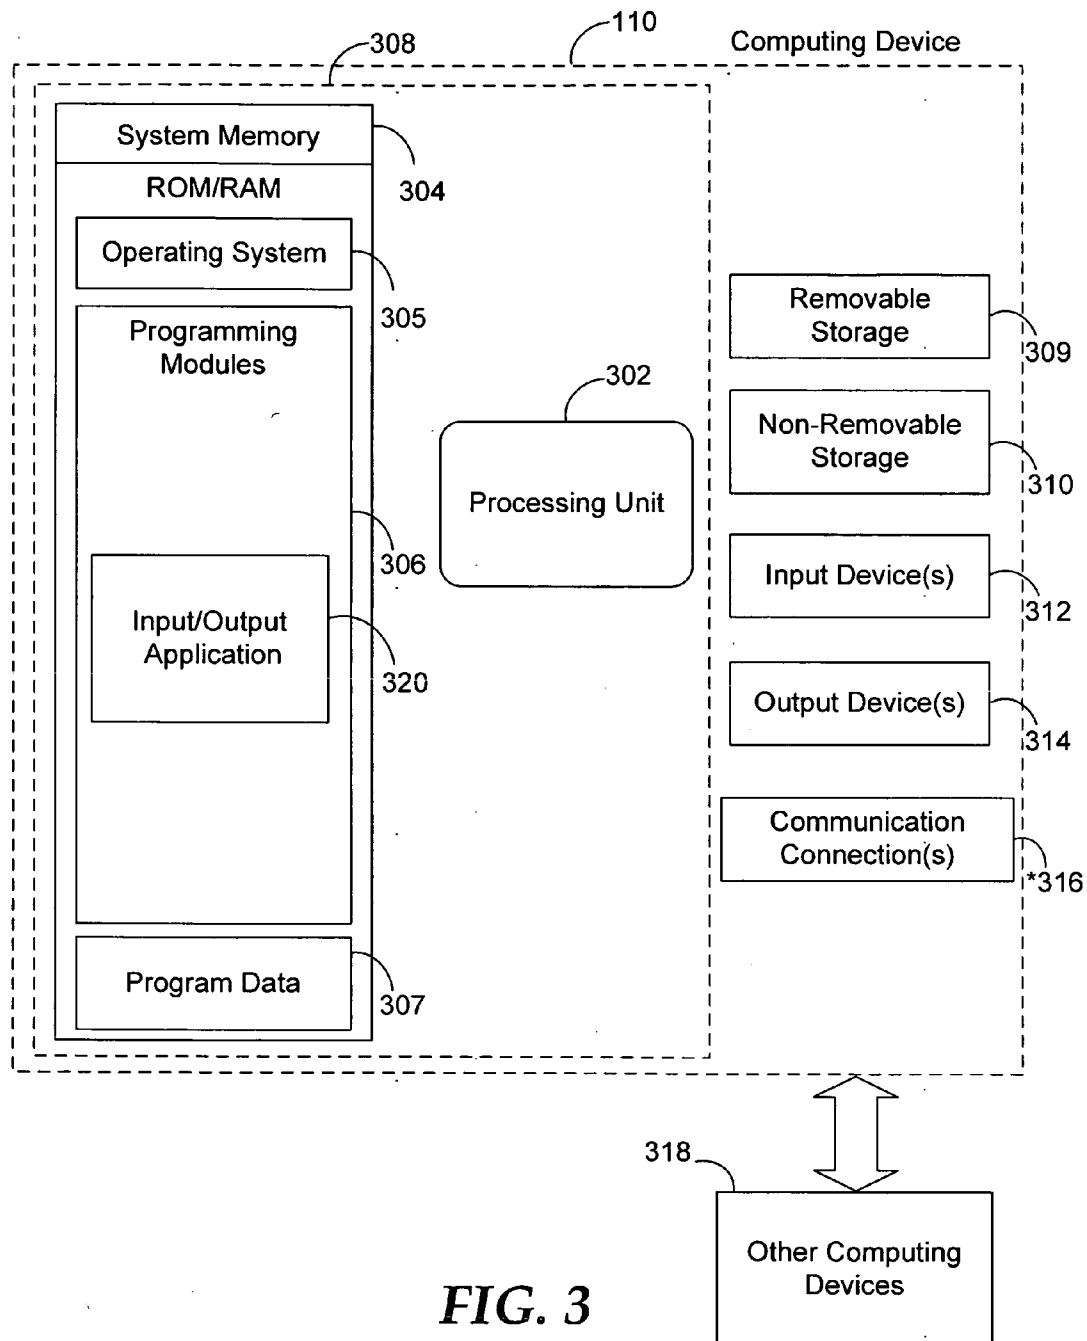 110
308
Computing Device
System Memory
304
ROM/RAM
Operating System
305
Programming
Modules
306
Input/Output
Application
320
Program Data
307
302
Processing Unit
Removable
Storage
309
Non-Removable
Storage
310
Input Device(s)
312
Output Device(s)
314
Communication
Connection(s)
*316
318
Other Computing
Devices
FIG. 3